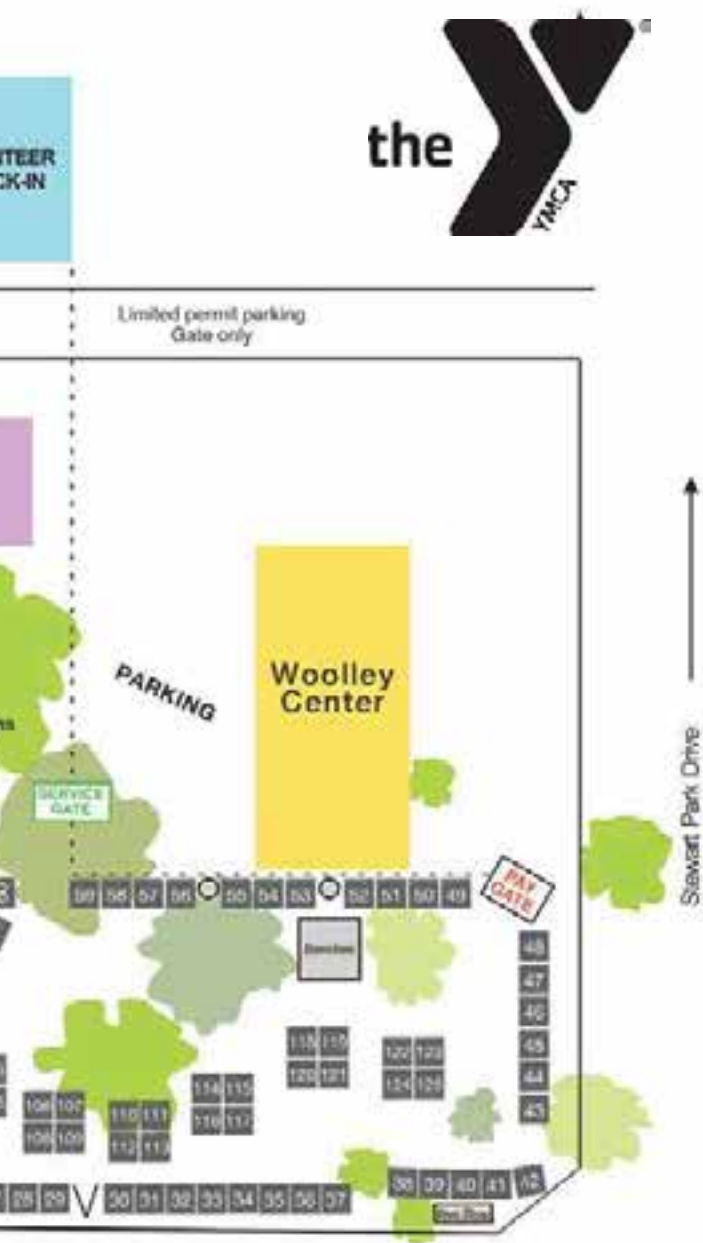 the
YMCA
®
NTEER
CK-IN
Limited permit parking
Gate only
Woolley
Center
PARKING
Stewart Park Drive
SERVICE
GATE
PAY
GATE
59 58 57 56 55 54 53 52 51 50 49
48
47
46
45
44
43
118 119
120 121
122 123
124 125
114 115
116 117
106 107
108 109
110 111
112 113
28 29 V 30 31 32 33 34 35 36 37
38 39 40 41 42